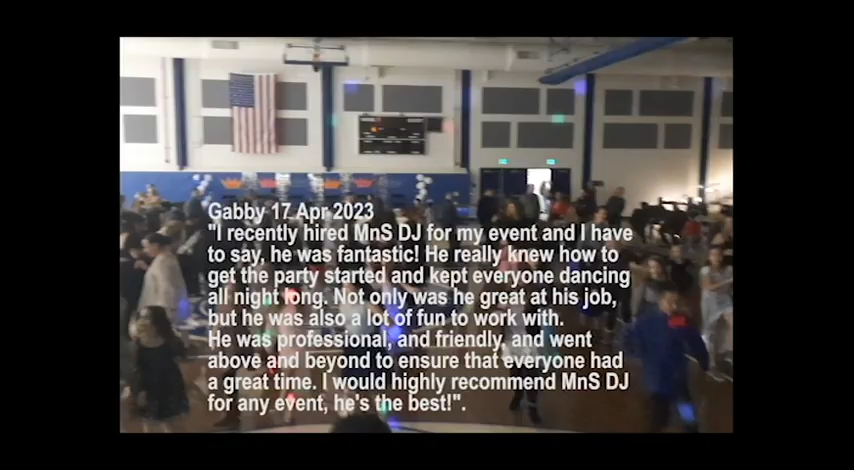 Gabby 17 Apr 2023
"I recently hired MnS DJ for my event and I have
to say, he was fantastic! He really knew how to
get the party started and kept everyone dancing
all night long. Not only was he great at his job,
but he was also a lot of fun to work with.
He was professional, and friendly, and went
above and beyond to ensure that everyone had
a great time. I would highly recommend MnS DJ
for any event, he's the best!".